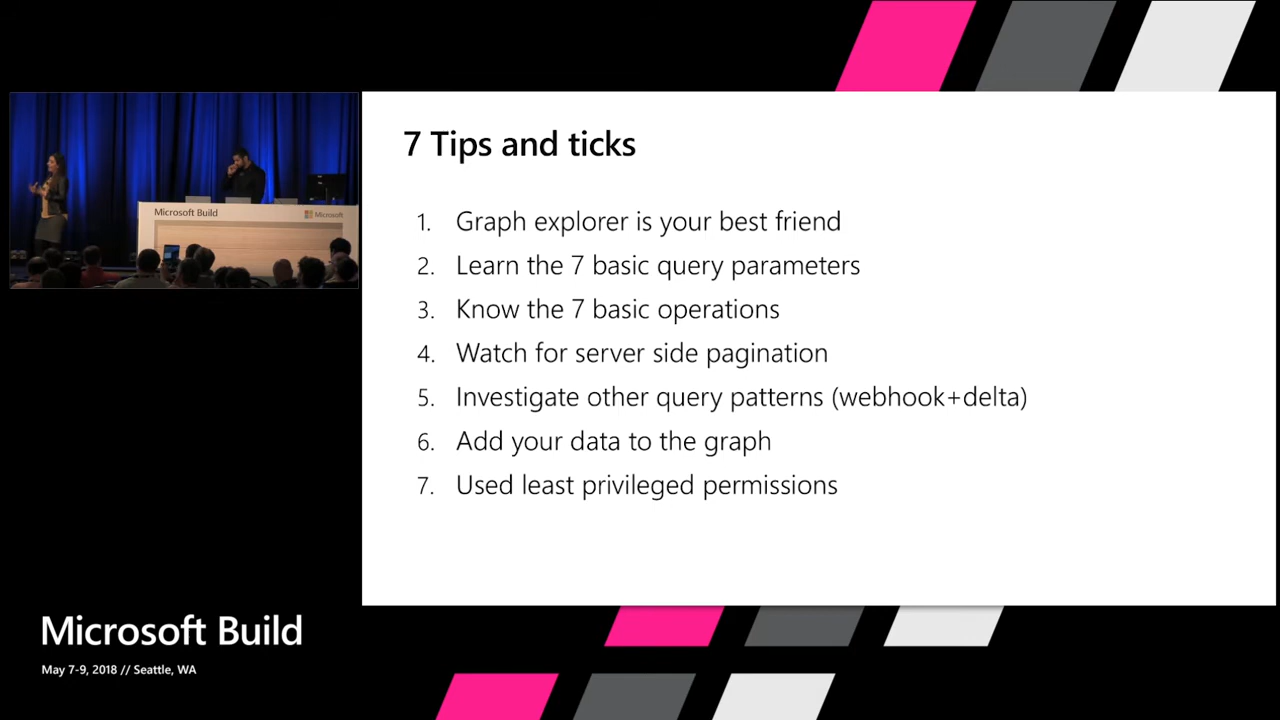 7 Tips and ticks
1. Graph explorer is your best friend
2. Learn the 7 basic query parameters
3. Know the 7 basic operations
4. Watch for server side pagination
5. Investigate other query patterns (webhook+delta)
6. Add your data to the graph
7. Used least privileged permissions
Microsoft Build
Microsoft
Microsoft Build
May 7-9, 2018 // Seattle, WA